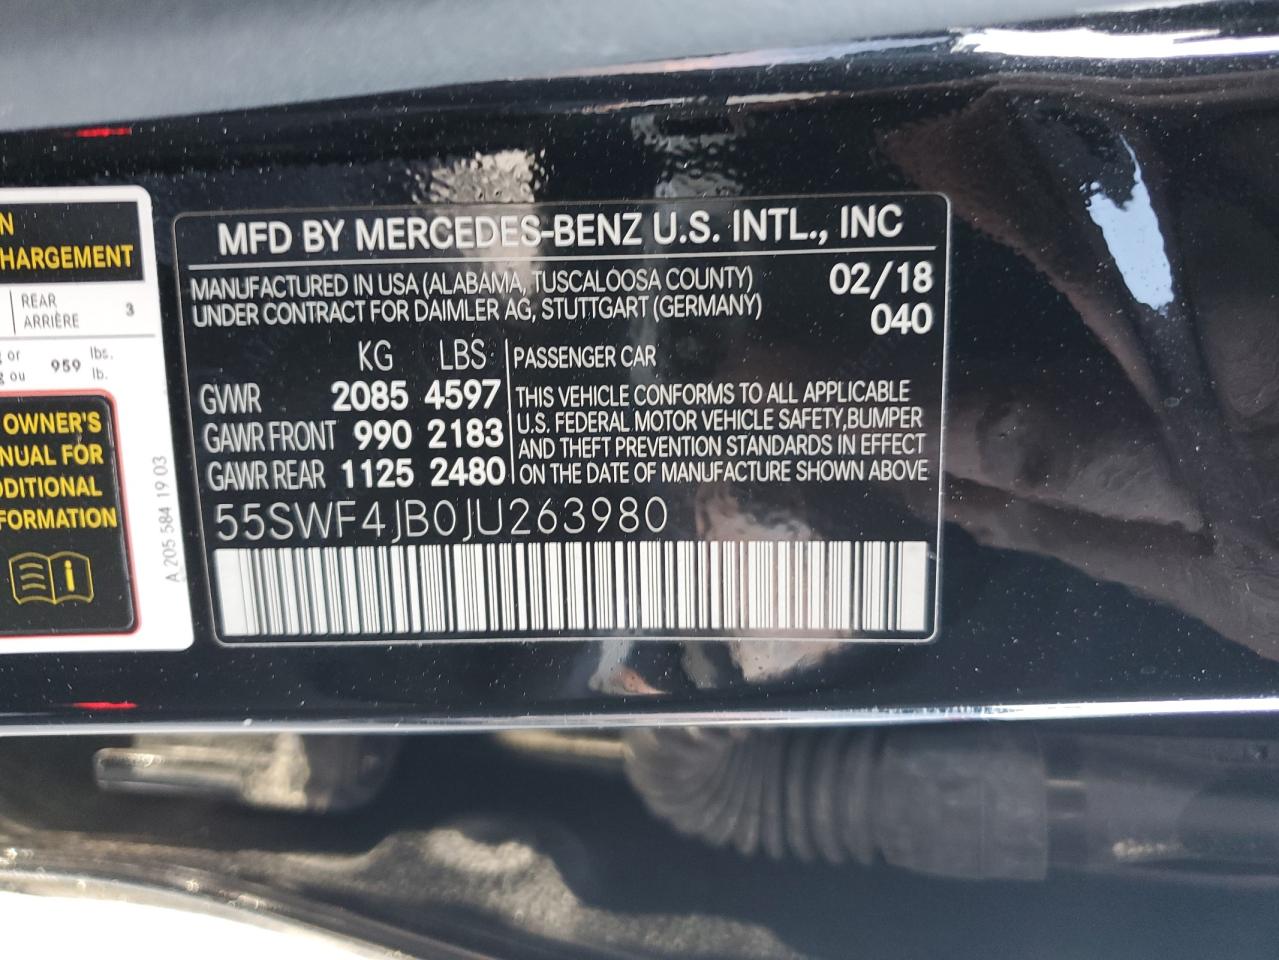 N
HARGEMENT
REAR
ARRIÈRE
3
or
ou
959
lbs.
lb.
OWNER'S
NUAL FOR
DDITIONAL
FORMATION
A 205 584 19 03
MFD BY MERCEDES-BENZ U.S. INTL., INC
MANUFACTURED IN USA (ALABAMA, TUSCALOOSA COUNTY) 02/18
UNDER CONTRACT FOR DAIMLER AG, STUTTGART (GERMANY) 040
KG LBS
GWVR 2085 4597
GAWR FRONT 990 2183
GAWR REAR 1125 2480
PASSENGER CAR
THIS VEHICLE CONFORMS TO ALL APPLICABLE
U.S. FEDERAL MOTOR VEHICLE SAFETY, BUMPER
AND THEFT PREVENTION STANDARDS IN EFFECT
ON THE DATE OF MANUFACTURE SHOWN ABOVE
55SWF4JB0JU263980